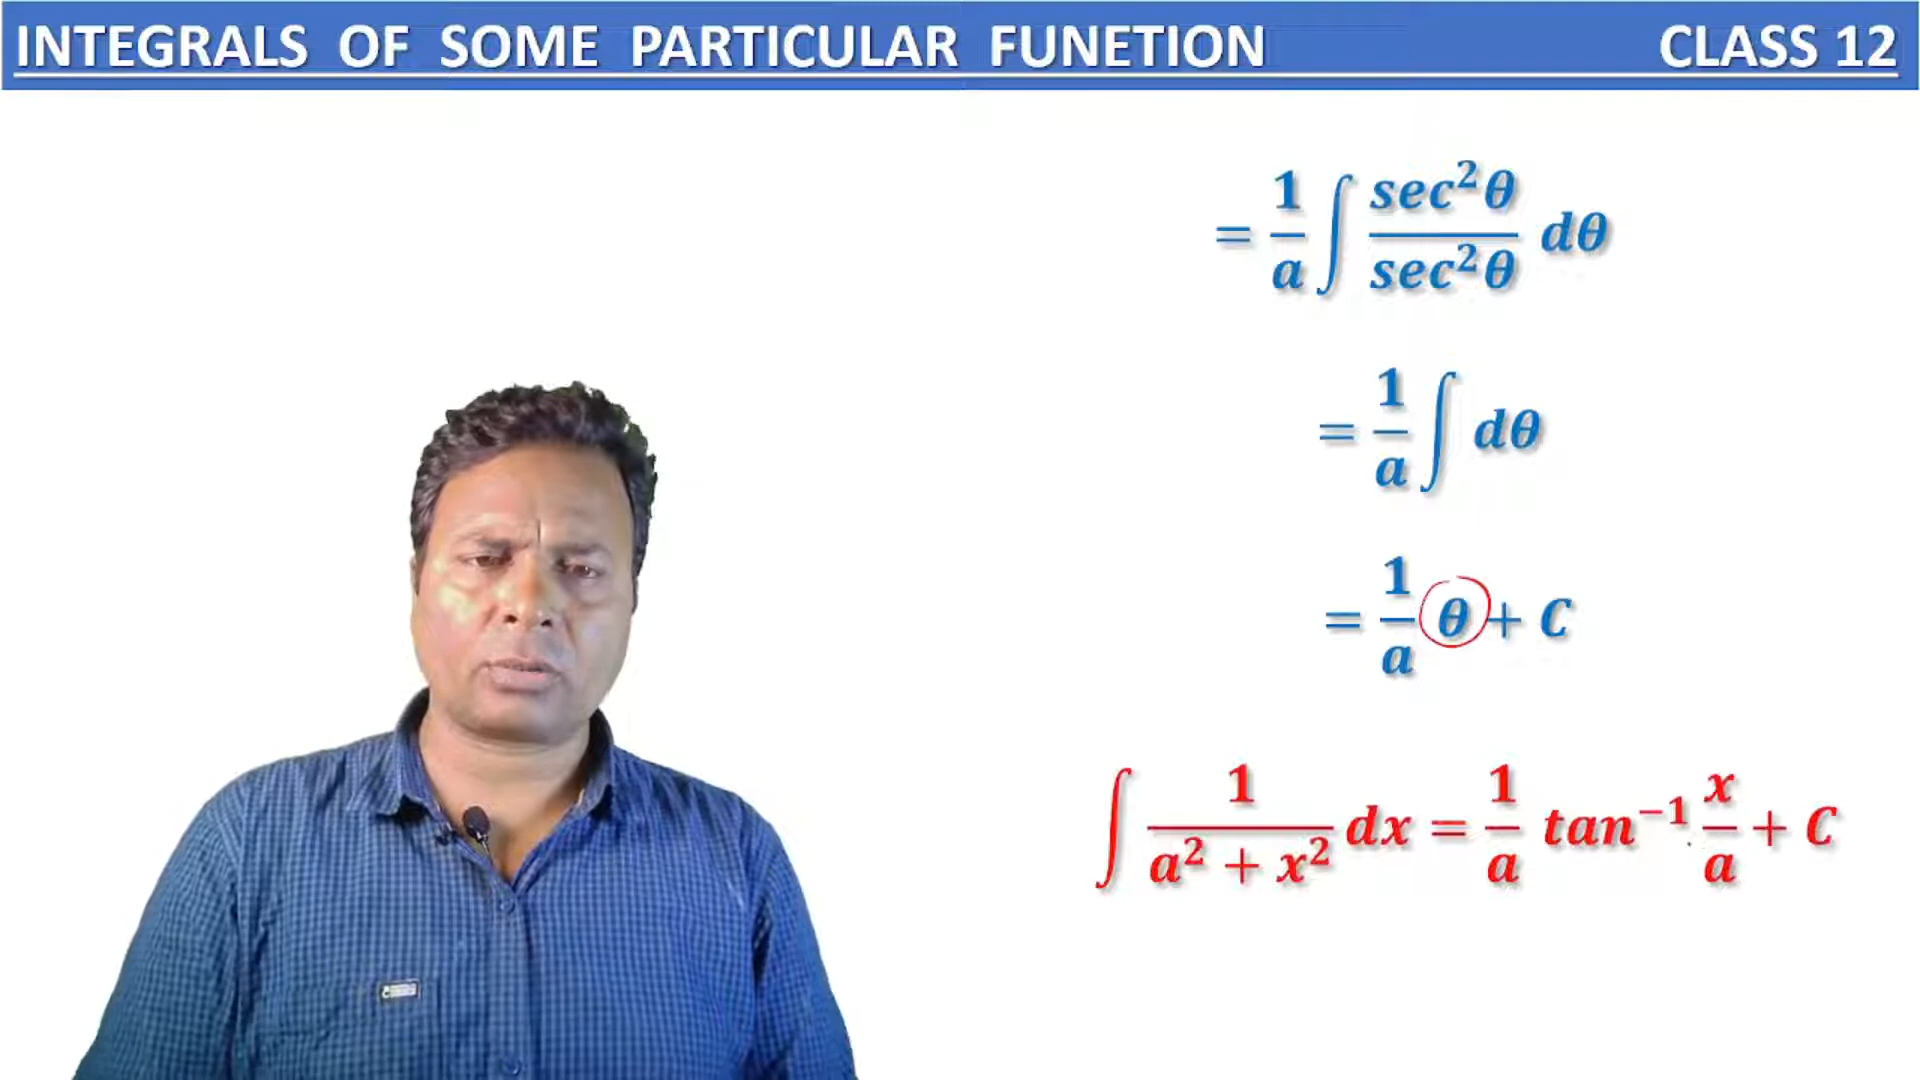 INTEGRALS OF SOME PARTICULAR FUNETION CLASS 12
= 1/a ∫ sec²θ/sec²θ dθ
= 1/a ∫ dθ
= 1/a θ + C
∫ 1/(a² + x²) dx = 1/a tan⁻¹ x/a + C